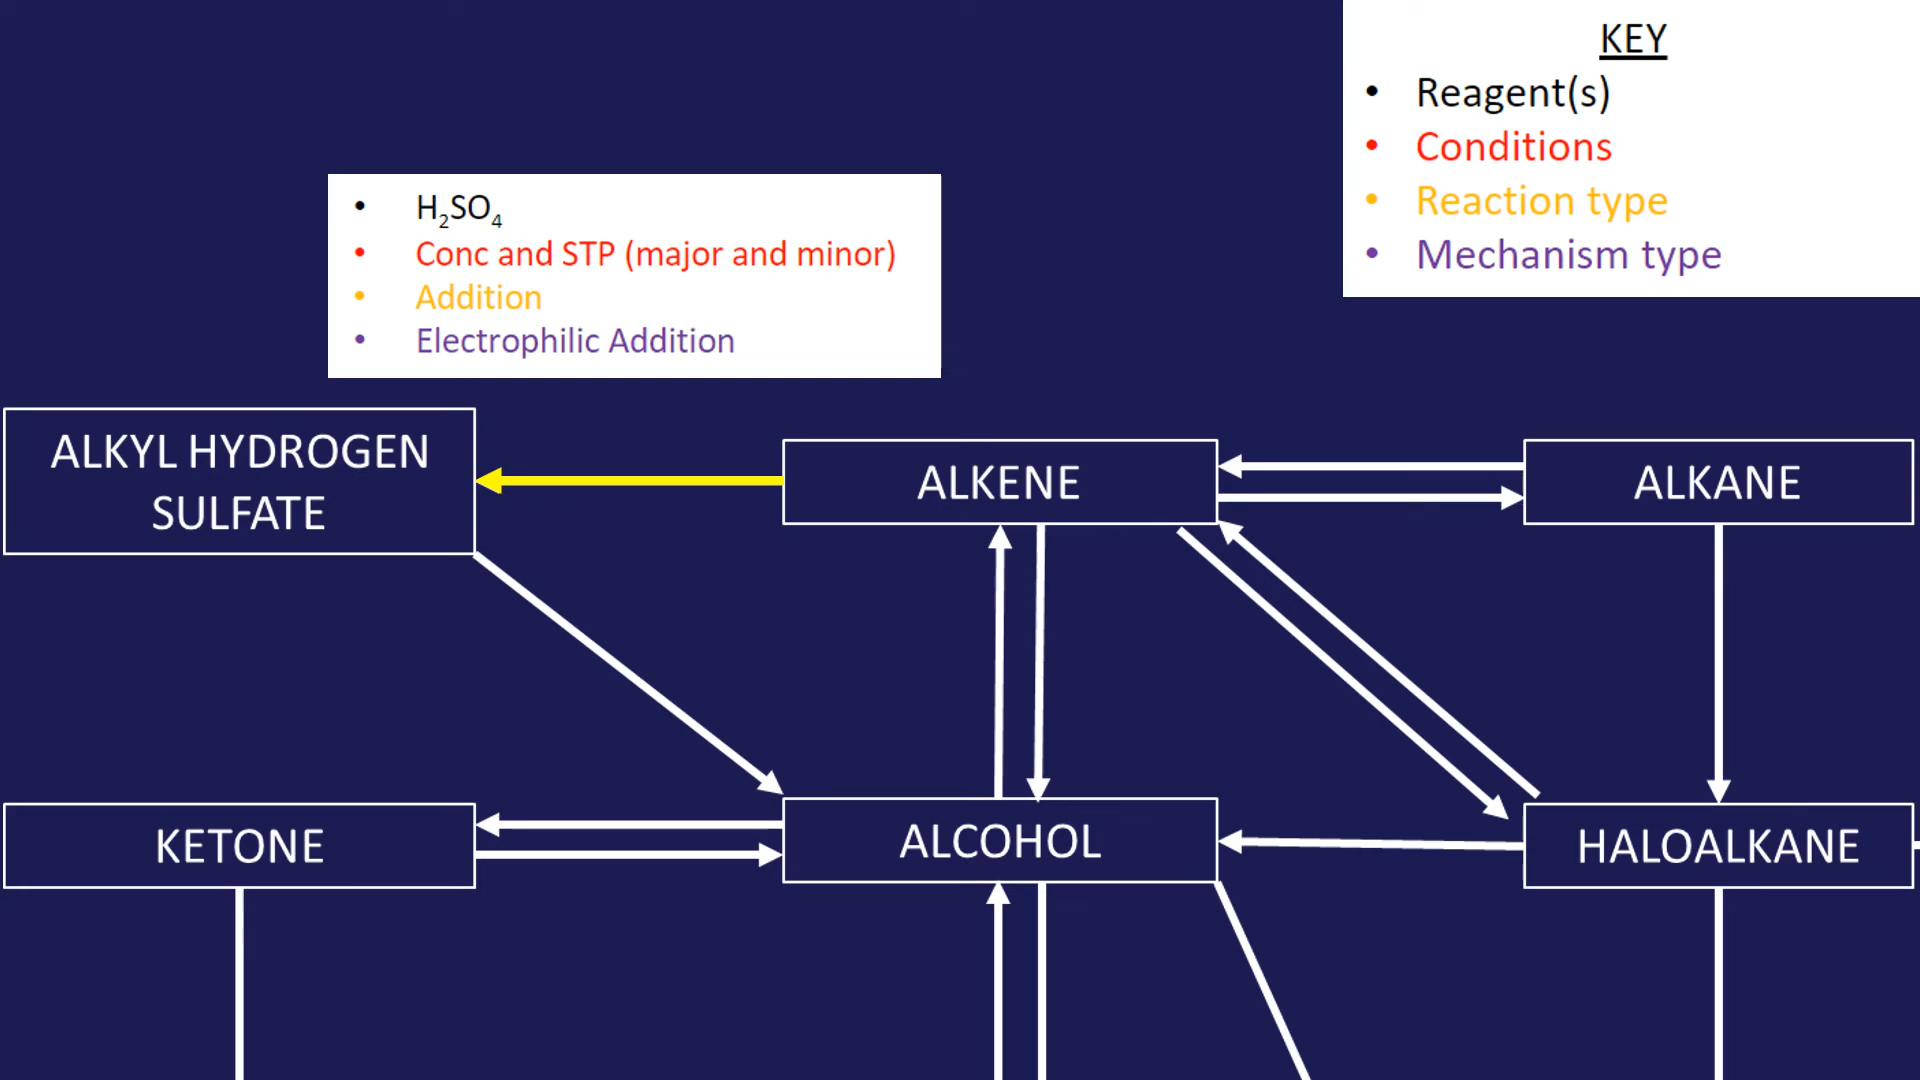 KEY
• Reagent(s)
• Conditions
• Reaction type
• Mechanism type
• H₂SO₄
• Conc and STP (major and minor)
• Addition
• Electrophilic Addition
ALKYL HYDROGEN
SULFATE
ALKENE
ALKANE
KETONE
ALCOHOL
HALOALKANE